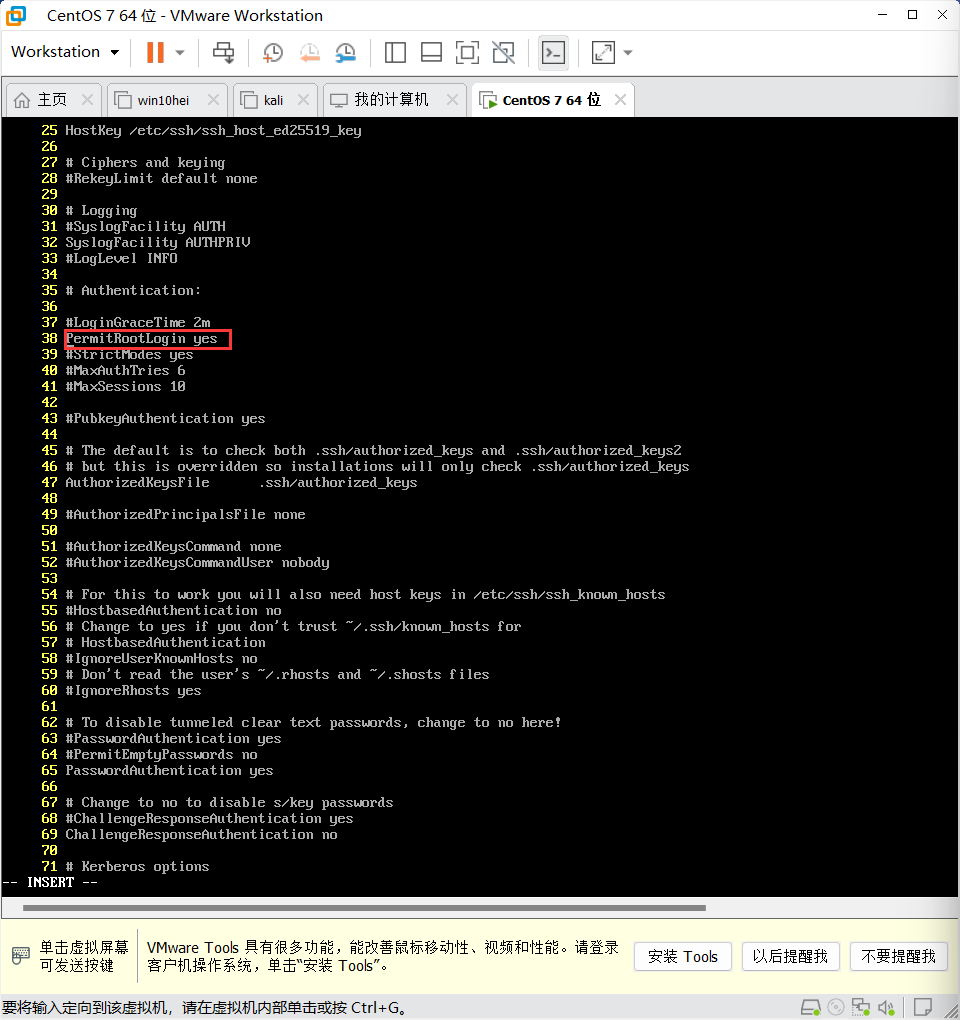 CentOS 7 64 位 - VMware Workstation
Workstation
主页
win10hei
kali
我的计算机
CentOS 7 64 位
25 HostKey /etc/ssh/ssh_host_ed25519_key
26
27 # Ciphers and keying
28 #RekeyLimit default none
29
30 # Logging
31 #SyslogFacility AUTH
32 SyslogFacility AUTHPRIV
33 #LogLevel INFO
34
35 # Authentication:
36
37 #LoginGraceTime 2m
38 PermitRootLogin yes
39 #StrictModes yes
40 #MaxAuthTries 6
41 #MaxSessions 10
42
43 #PubkeyAuthentication yes
44
45 # The default is to check both .ssh/authorized_keys and .ssh/authorized_keys2
46 # but this is overridden so installations will only check .ssh/authorized_keys
47 AuthorizedKeysFile      .ssh/authorized_keys
48
49 #AuthorizedPrincipalsFile none
50
51 #AuthorizedKeysCommand none
52 #AuthorizedKeysCommandUser nobody
53
54 # For this to work you will also need host keys in /etc/ssh/ssh_known_hosts
55 #HostbasedAuthentication no
56 # Change to yes if you don't trust ~/.ssh/known_hosts for
57 # HostbasedAuthentication
58 #IgnoreUserKnownHosts no
59 # Don't read the user's ~/.rhosts and ~/.shosts files
60 #IgnoreRhosts yes
61
62 # To disable tunneled clear text passwords, change to no here!
63 #PasswordAuthentication yes
64 #PermitEmptyPasswords no
65 PasswordAuthentication yes
66
67 # Change to no to disable s/key passwords
68 #ChallengeResponseAuthentication yes
69 ChallengeResponseAuthentication no
70
71 # Kerberos options
-- INSERT --
单击虚拟屏幕
可发送按键
VMware Tools 具有很多功能，能改善鼠标移动性、视频和性能。请登录
客户机操作系统，单击“安装 Tools”。
安装 Tools
以后提醒我
不要提醒我
要将输入定向到该虚拟机，请在虚拟机内部单击或按 Ctrl+G。